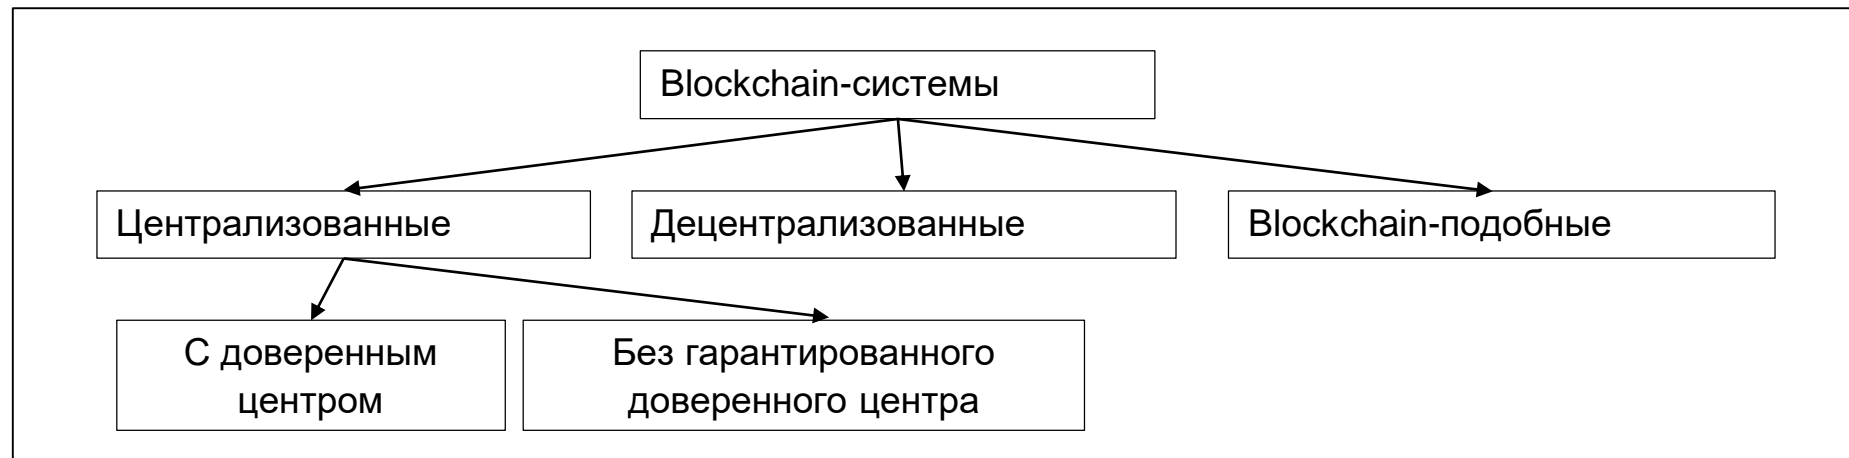 Blockchain-системы
Централизованные
Децентрализованные
Blockchain-подобные
С доверенным
центром
Без гарантированного
доверенного центра